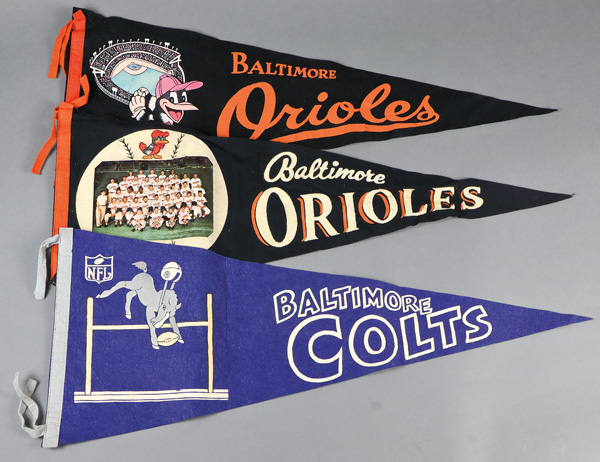 BALTIMORE
Orioles
Baltimore
ORIOLES
NFL
BALTIMORE
COLTS